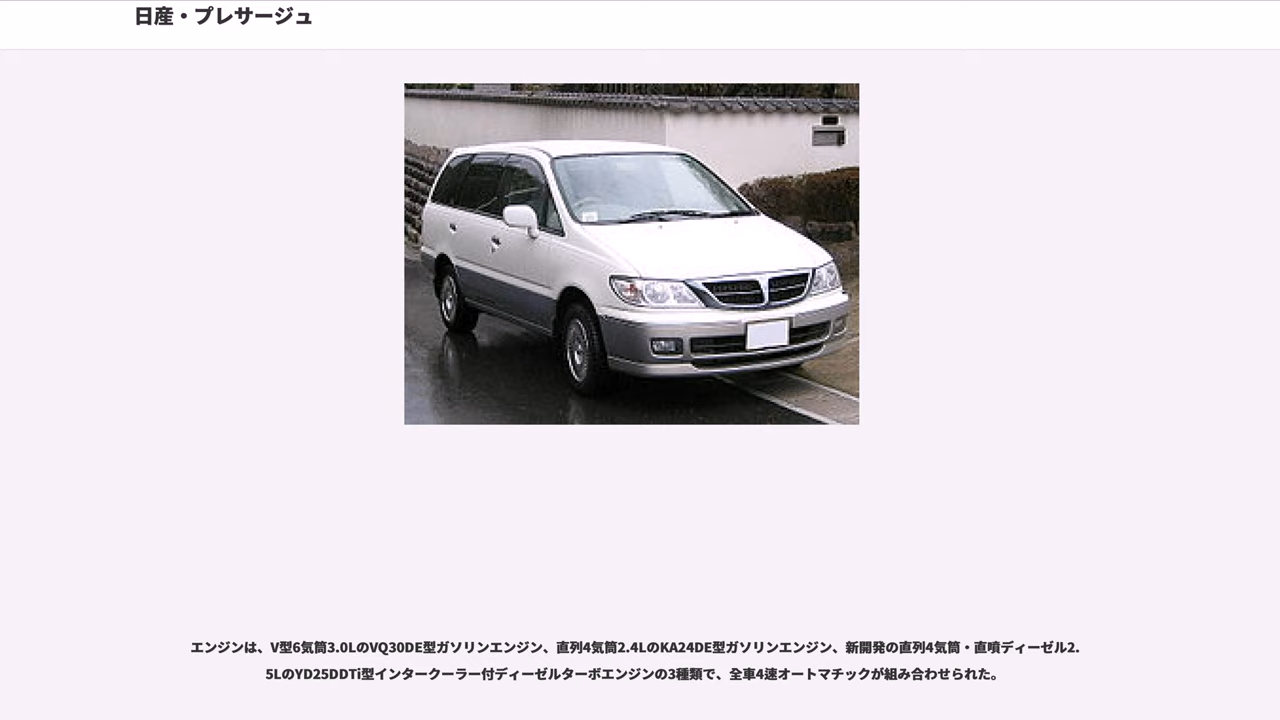 日産・プレサージュ
エンジンは、V型6気筒3.0LのVQ30DE型ガソリンエンジン、直列4気筒2.4LのKA24DE型ガソリンエンジン、新開発の直列4気筒・直噴ディーゼル2.
5LのYD25DDTi型インタークーラー付ディーゼルターボエンジンの3種類で、全車4速オートマチックが組み合わせられた。